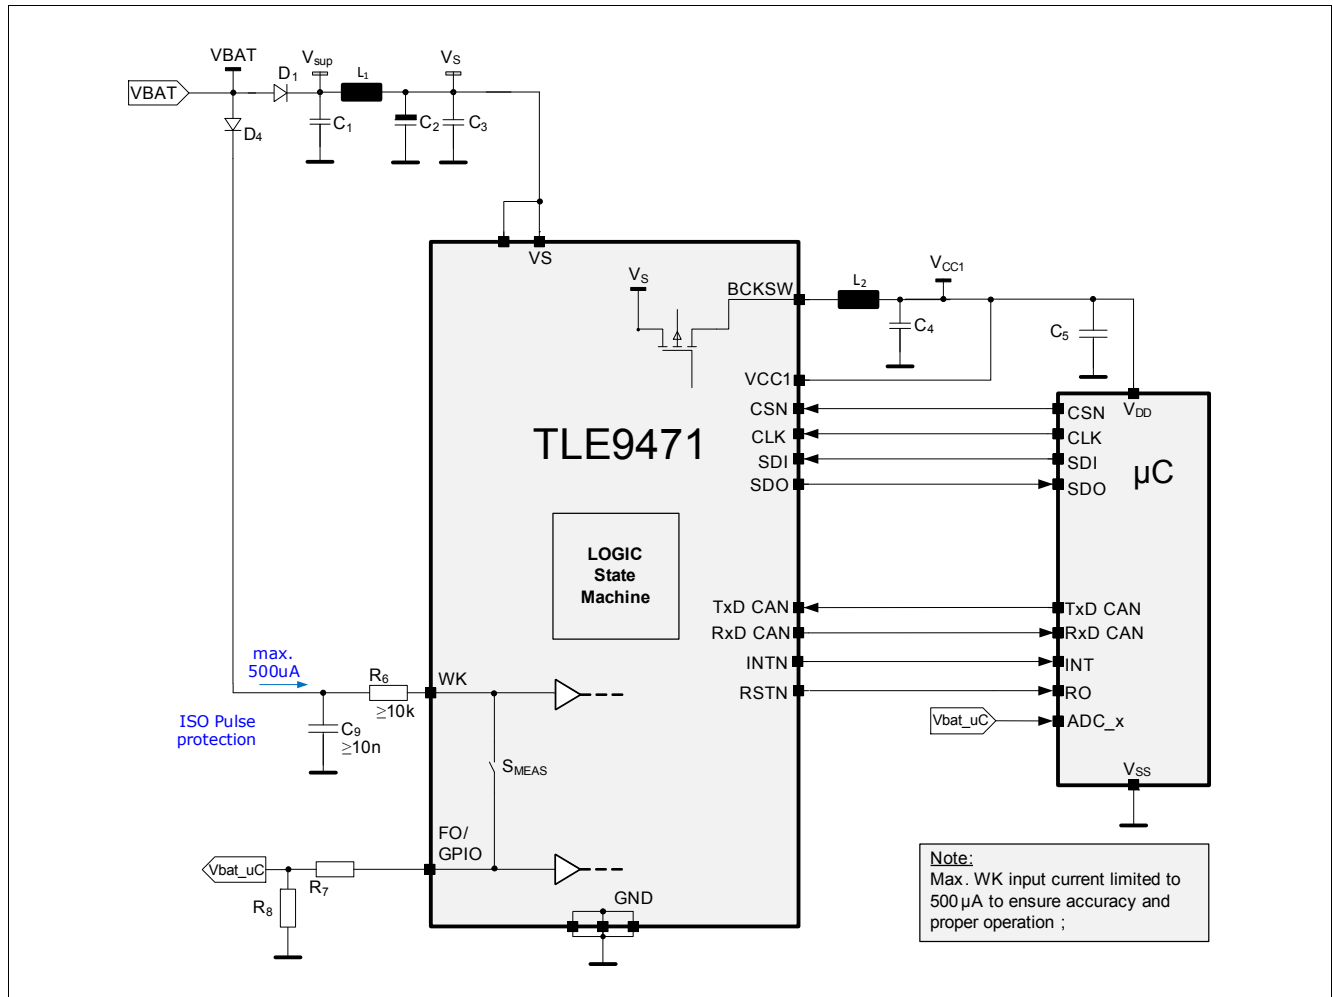 VBAT
VBAT
D1
Vsup
L1
VS
D4
C1
C2
C3
VS
VS
BCKSW
L2
VCC1
C4
C5
VCC1
CSN
CLK
SDI
SDO
TLE9471
VDD
CSN
CLK
SDI
SDO
µC
LOGIC
State
Machine
TxD CAN
RxD CAN
INTN
RSTN
TxD CAN
RxD CAN
INT
RO
Vbat_uC
ADC_x
VSS
max.
500uA
R6
≥10k
WK
ISO Pulse
protection
C9
≥10n
SMEAS
FO/
GPIO
Vbat_uC
R7
R8
GND
Note:
Max. WK input current limited to
500µA to ensure accuracy and
proper operation ;